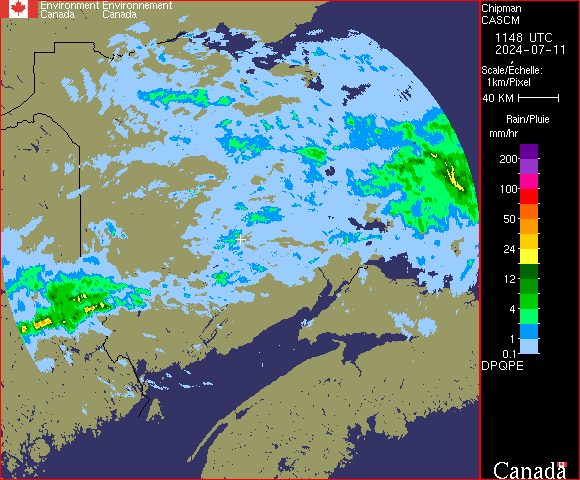 Environment Environnement
Canada Canada
Chipman
CASCM
1148 UTC
2024-07-11
Scale/Échelle:
1km/Pixel
40 KM
Rain/Pluie
mm/hr
200
100
50
24
12
4
1
0.1
DPQPE
Canada